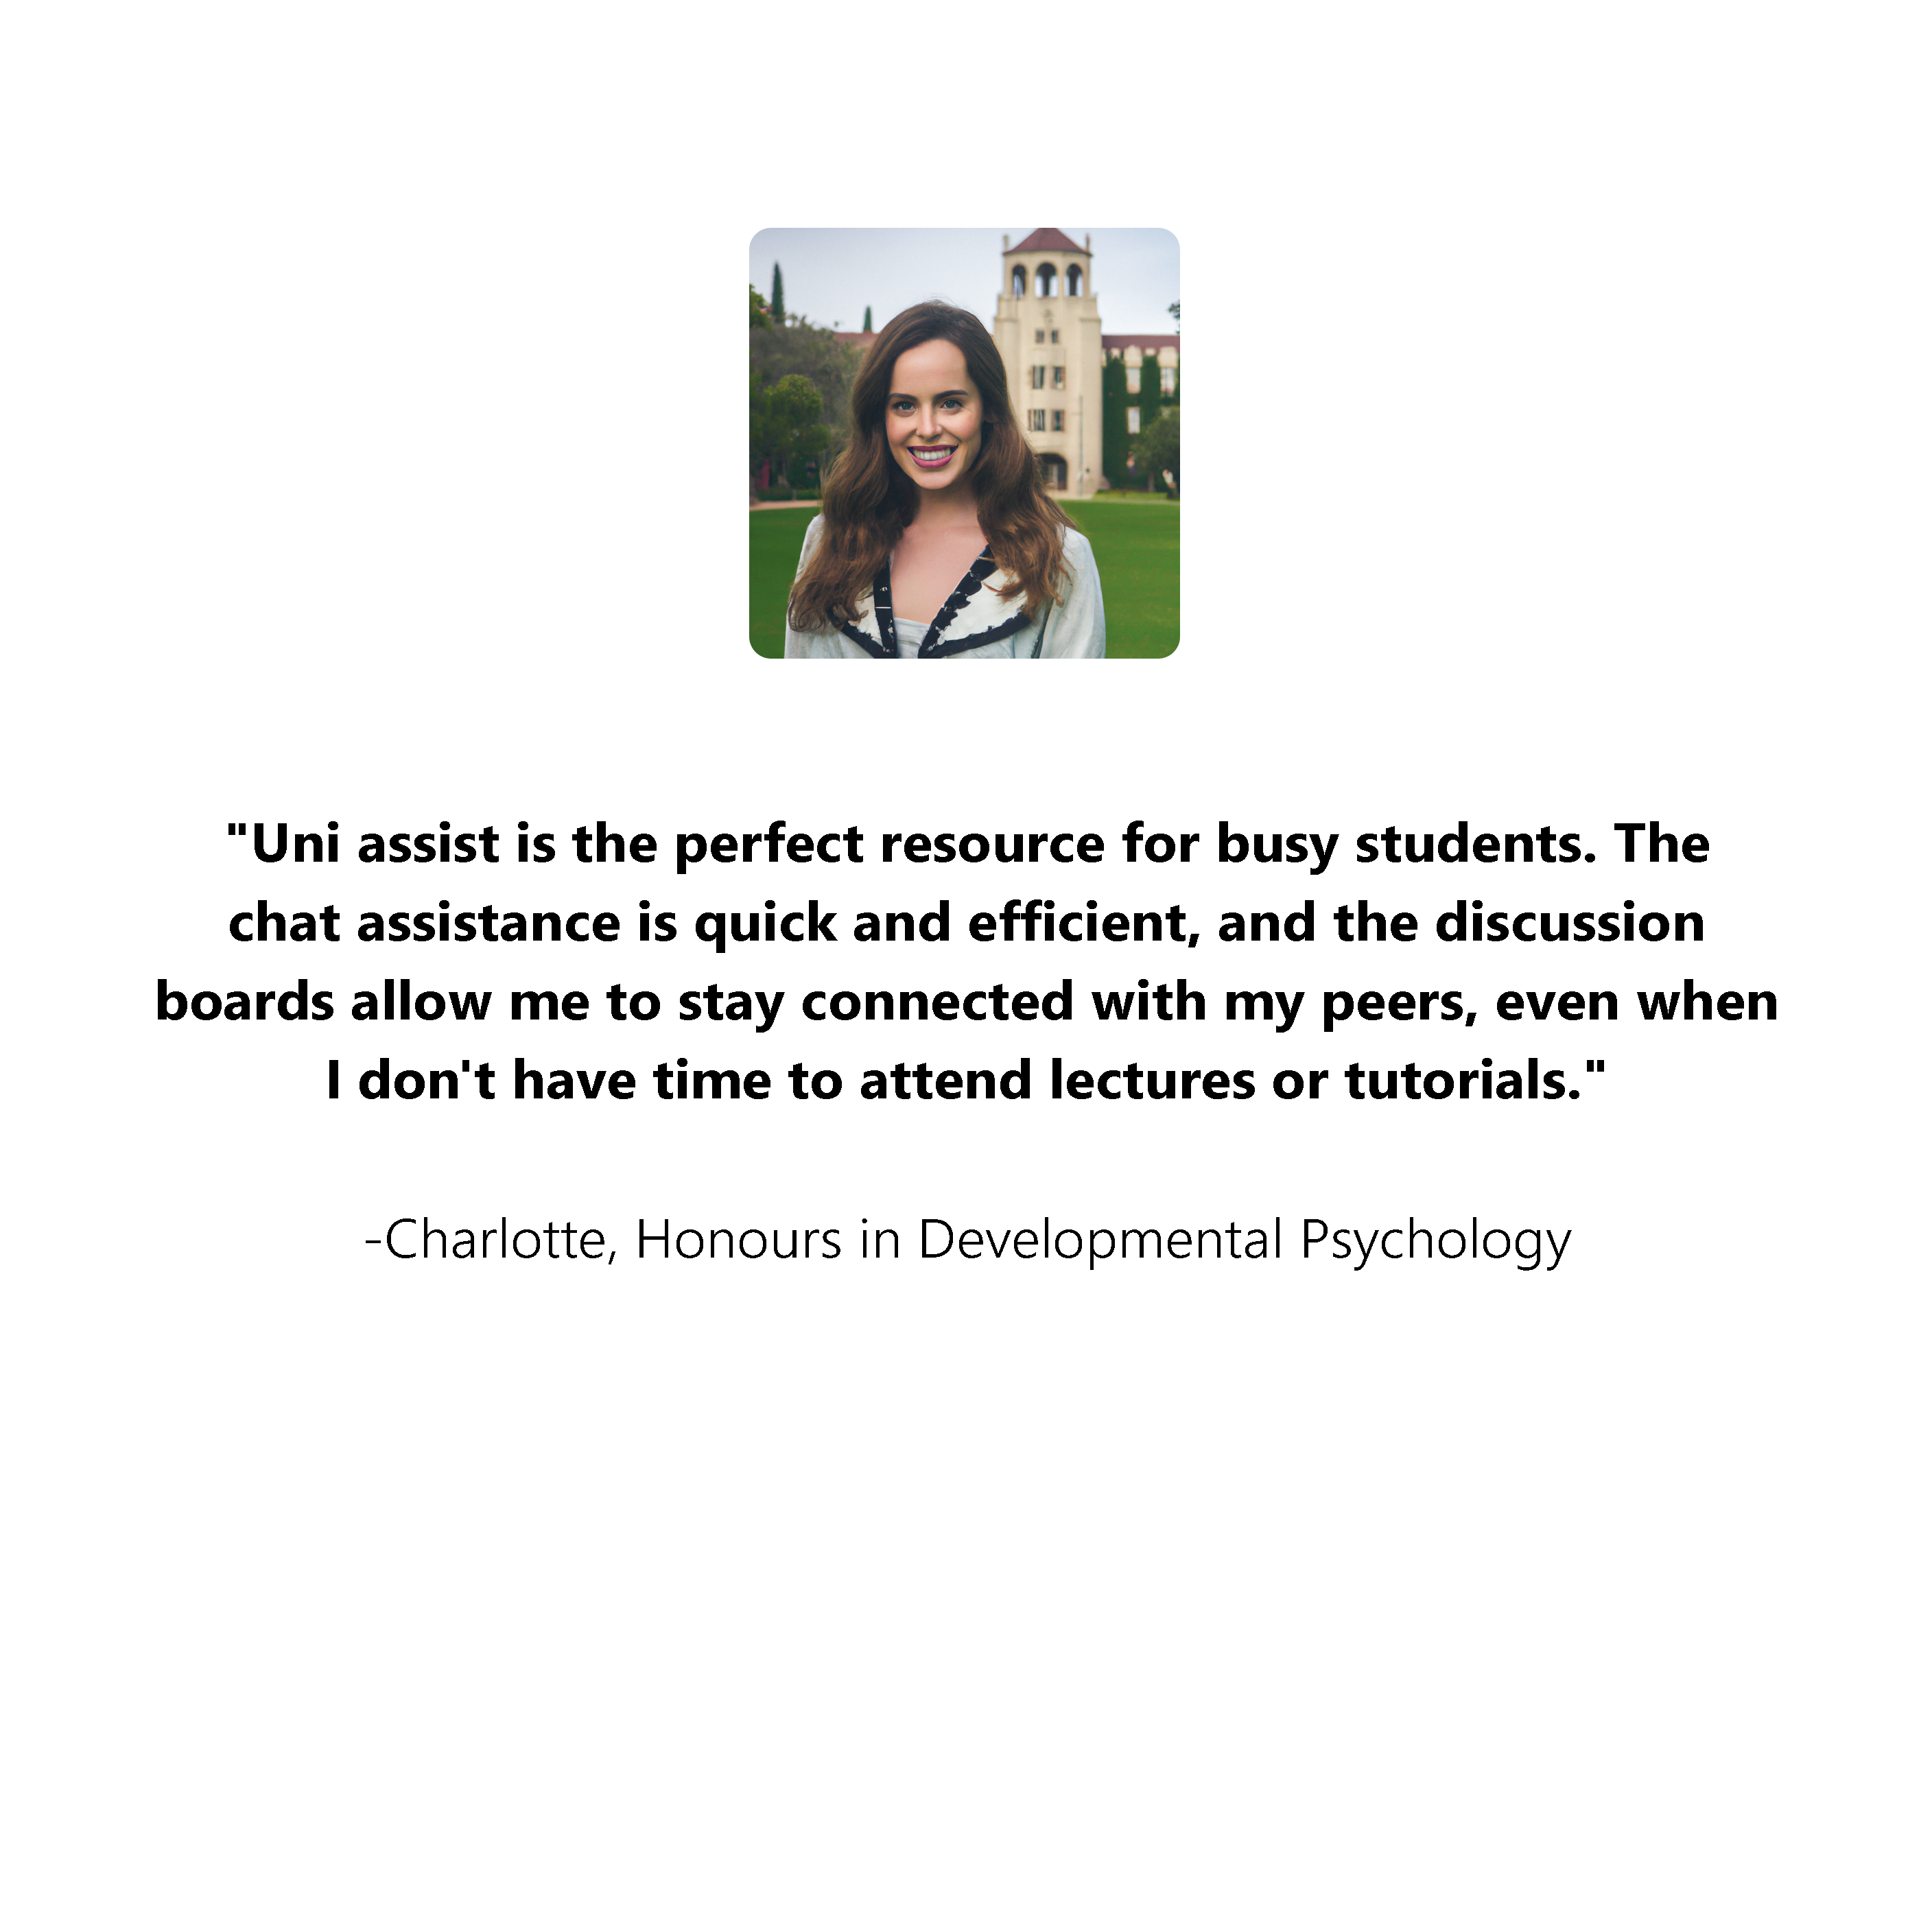 "Uni assist is the perfect resource for busy students. The
chat assistance is quick and efficient, and the discussion
boards allow me to stay connected with my peers, even when
I don't have time to attend lectures or tutorials."
-Charlotte, Honours in Developmental Psychology